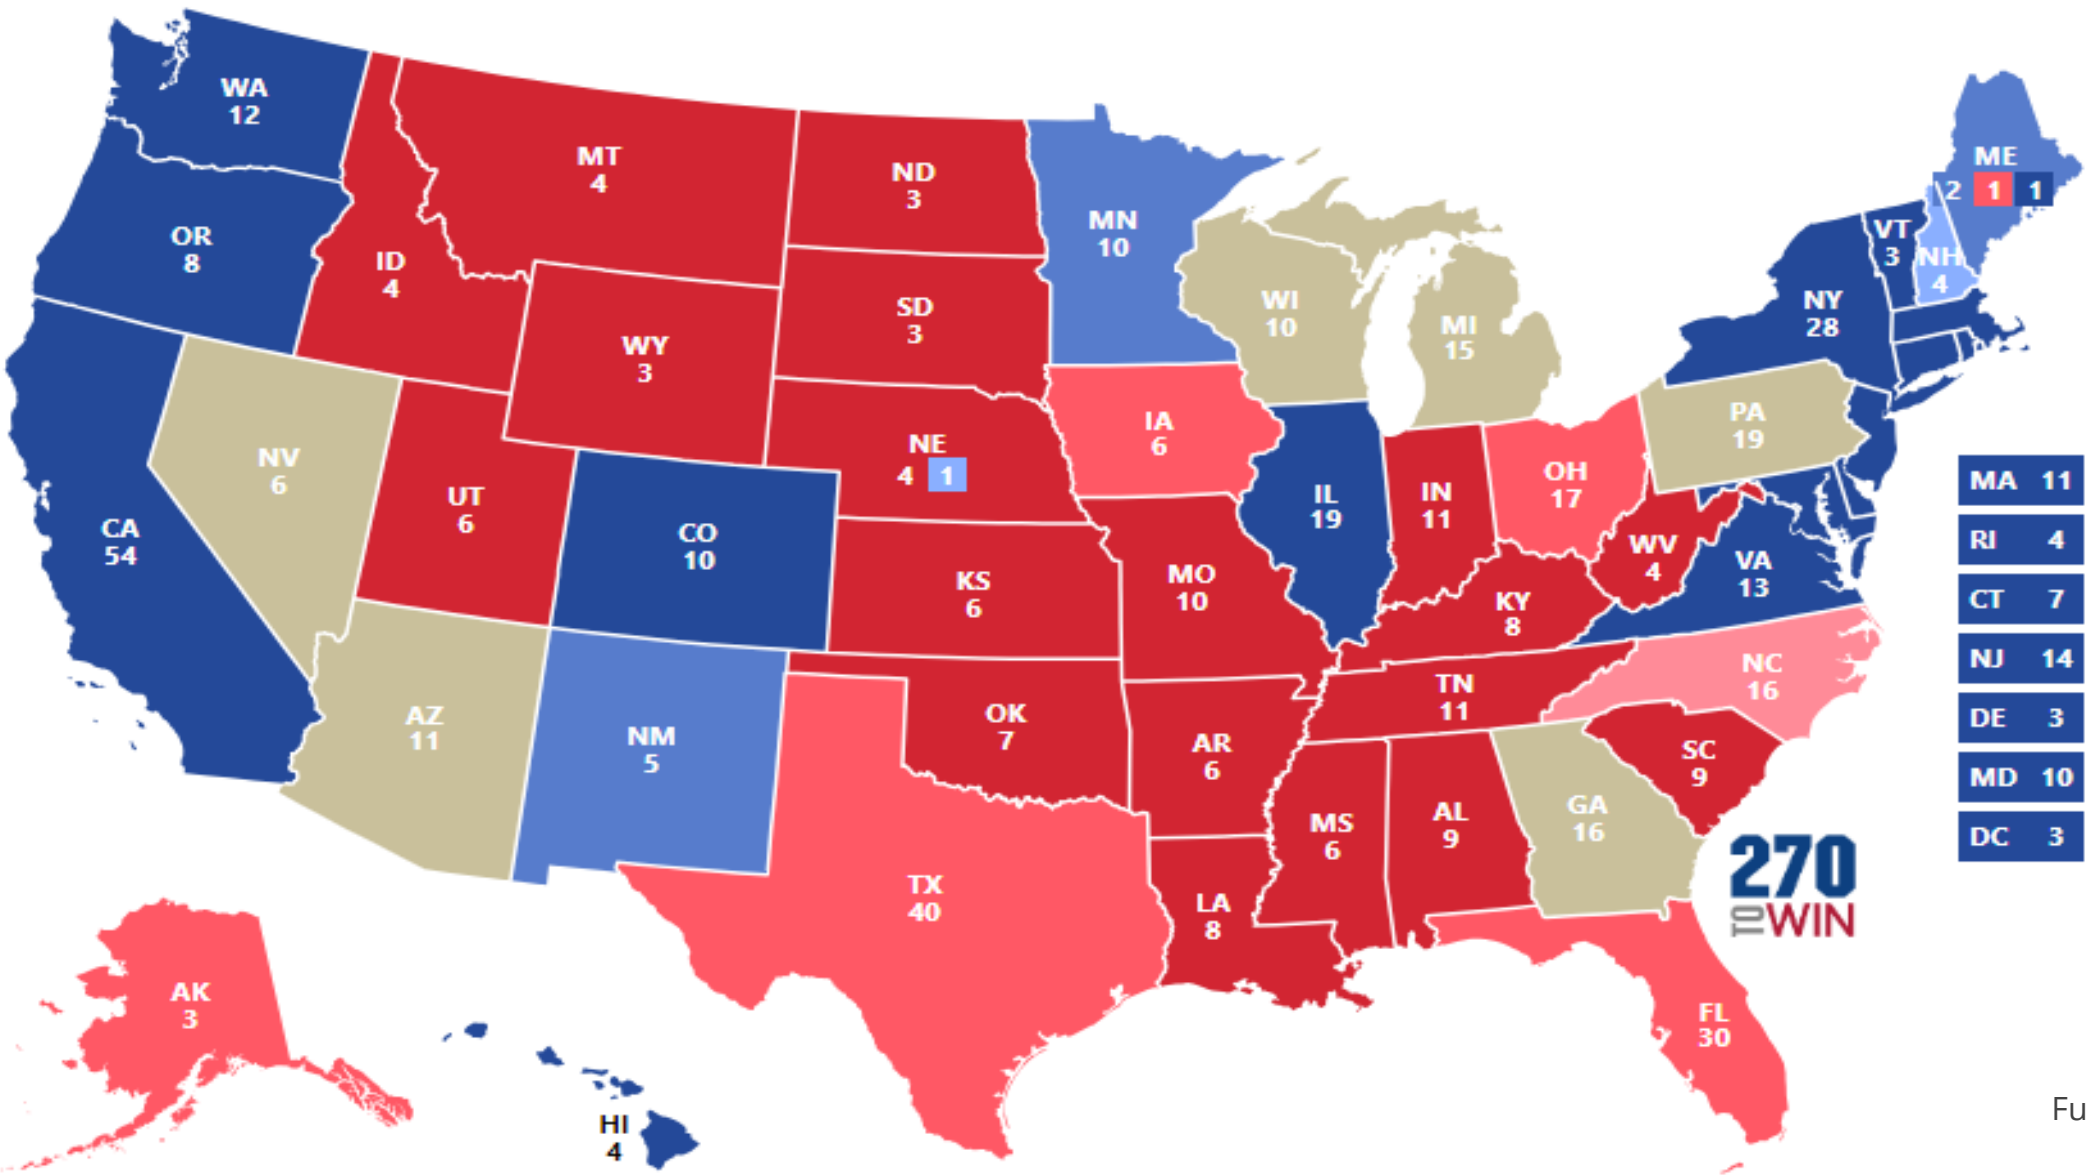 WA
12
OR
8
CA
54
NV
6
ID
4
MT
4
WY
3
UT
6
AZ
11
CO
10
NM
5
ND
3
SD
3
NE
4 1
KS
6
OK
7
TX
40
MN
10
IA
6
MO
10
AR
6
LA
8
WI
10
IL
19
MI
15
IN
11
OH
17
KY
8
TN
11
MS
6
AL
9
GA
16
FL
30
SC
9
NC
16
VA
13
WV
4
PA
19
NY
28
VT
3
NH
4
ME
2 1 1
MA 11
RI 4
CT 7
NJ 14
DE 3
MD 10
DC 3
270
TO WIN
AK
3
HI
4
Fu